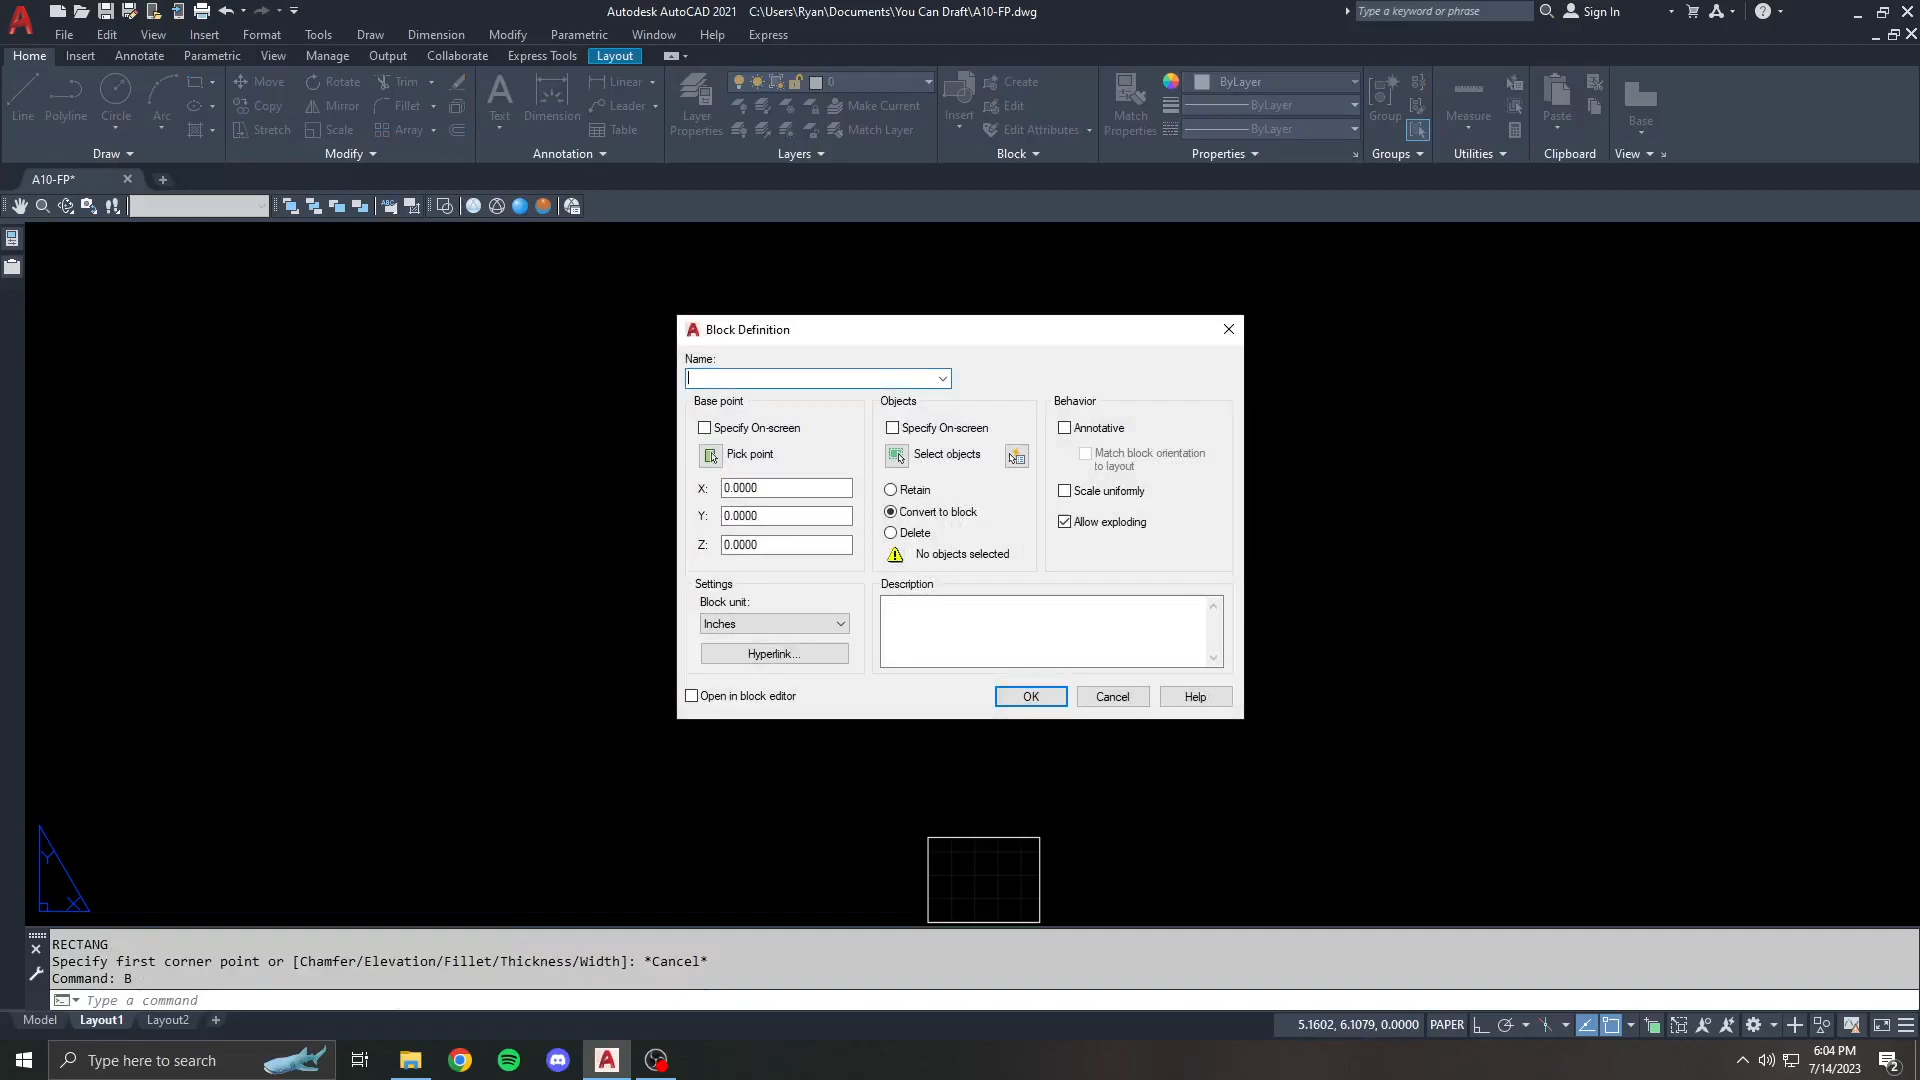 Autodesk AutoCAD 2021 C:\Users\Ryan\Documents\You Can Draft\A10-FP.dwg
Type a keyword or phrase
Sign In
File Edit View Insert Format Tools Draw Dimension Modify Parametric Window Help Express
Home Insert Annotate Parametric View Manage Output Collaborate Express Tools Layout
Line Polyline Circle Arc
Move Rotate Trim
Copy Mirror Fillet
Stretch Scale Array
Text Dimension
Linear
Leader
Table
Layer
Properties
0
Make Current
Match Layer
Insert
Create
Edit
Edit Attributes
Match
Properties
ByLayer
ByLayer
ByLayer
Group
Measure
Paste
Base
Draw Modify Annotation Layers Block Properties Groups Utilities Clipboard View
A10-FP*
Block Definition
Name:
Base point
Specify On-screen
Pick point
X: 0.0000
Y: 0.0000
Z: 0.0000
Objects
Specify On-screen
Select objects
Retain
Convert to block
Delete
No objects selected
Behavior
Annotative
Match block orientation
to layout
Scale uniformly
Allow exploding
Settings
Block unit:
Inches
Hyperlink...
Description
Open in block editor
OK Cancel Help
Y
X
RECTANG
Specify first corner point or [Chamfer/Elevation/Fillet/Thickness/Width]: *Cancel*
Command: B
Type a command
Model Layout1 Layout2
5.1602, 6.1079, 0.0000 PAPER
Type here to search
6:04 PM
7/14/2023
2